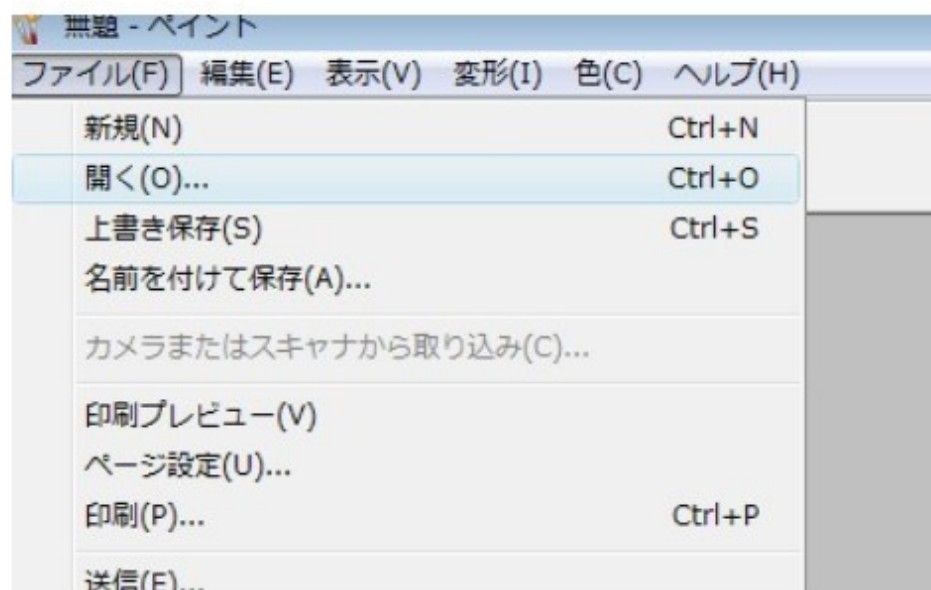 無題 - ペイント
ファイル(F) 編集(E) 表示(V) 変形(I) 色(C) ヘルプ(H)
新規(N) Ctrl+N
開く(O)... Ctrl+O
上書き保存(S) Ctrl+S
名前を付けて保存(A)...
カメラまたはスキャナから取り込み(C)...
印刷プレビュー(V)
ページ設定(U)...
印刷(P)... Ctrl+P
送信(E)...